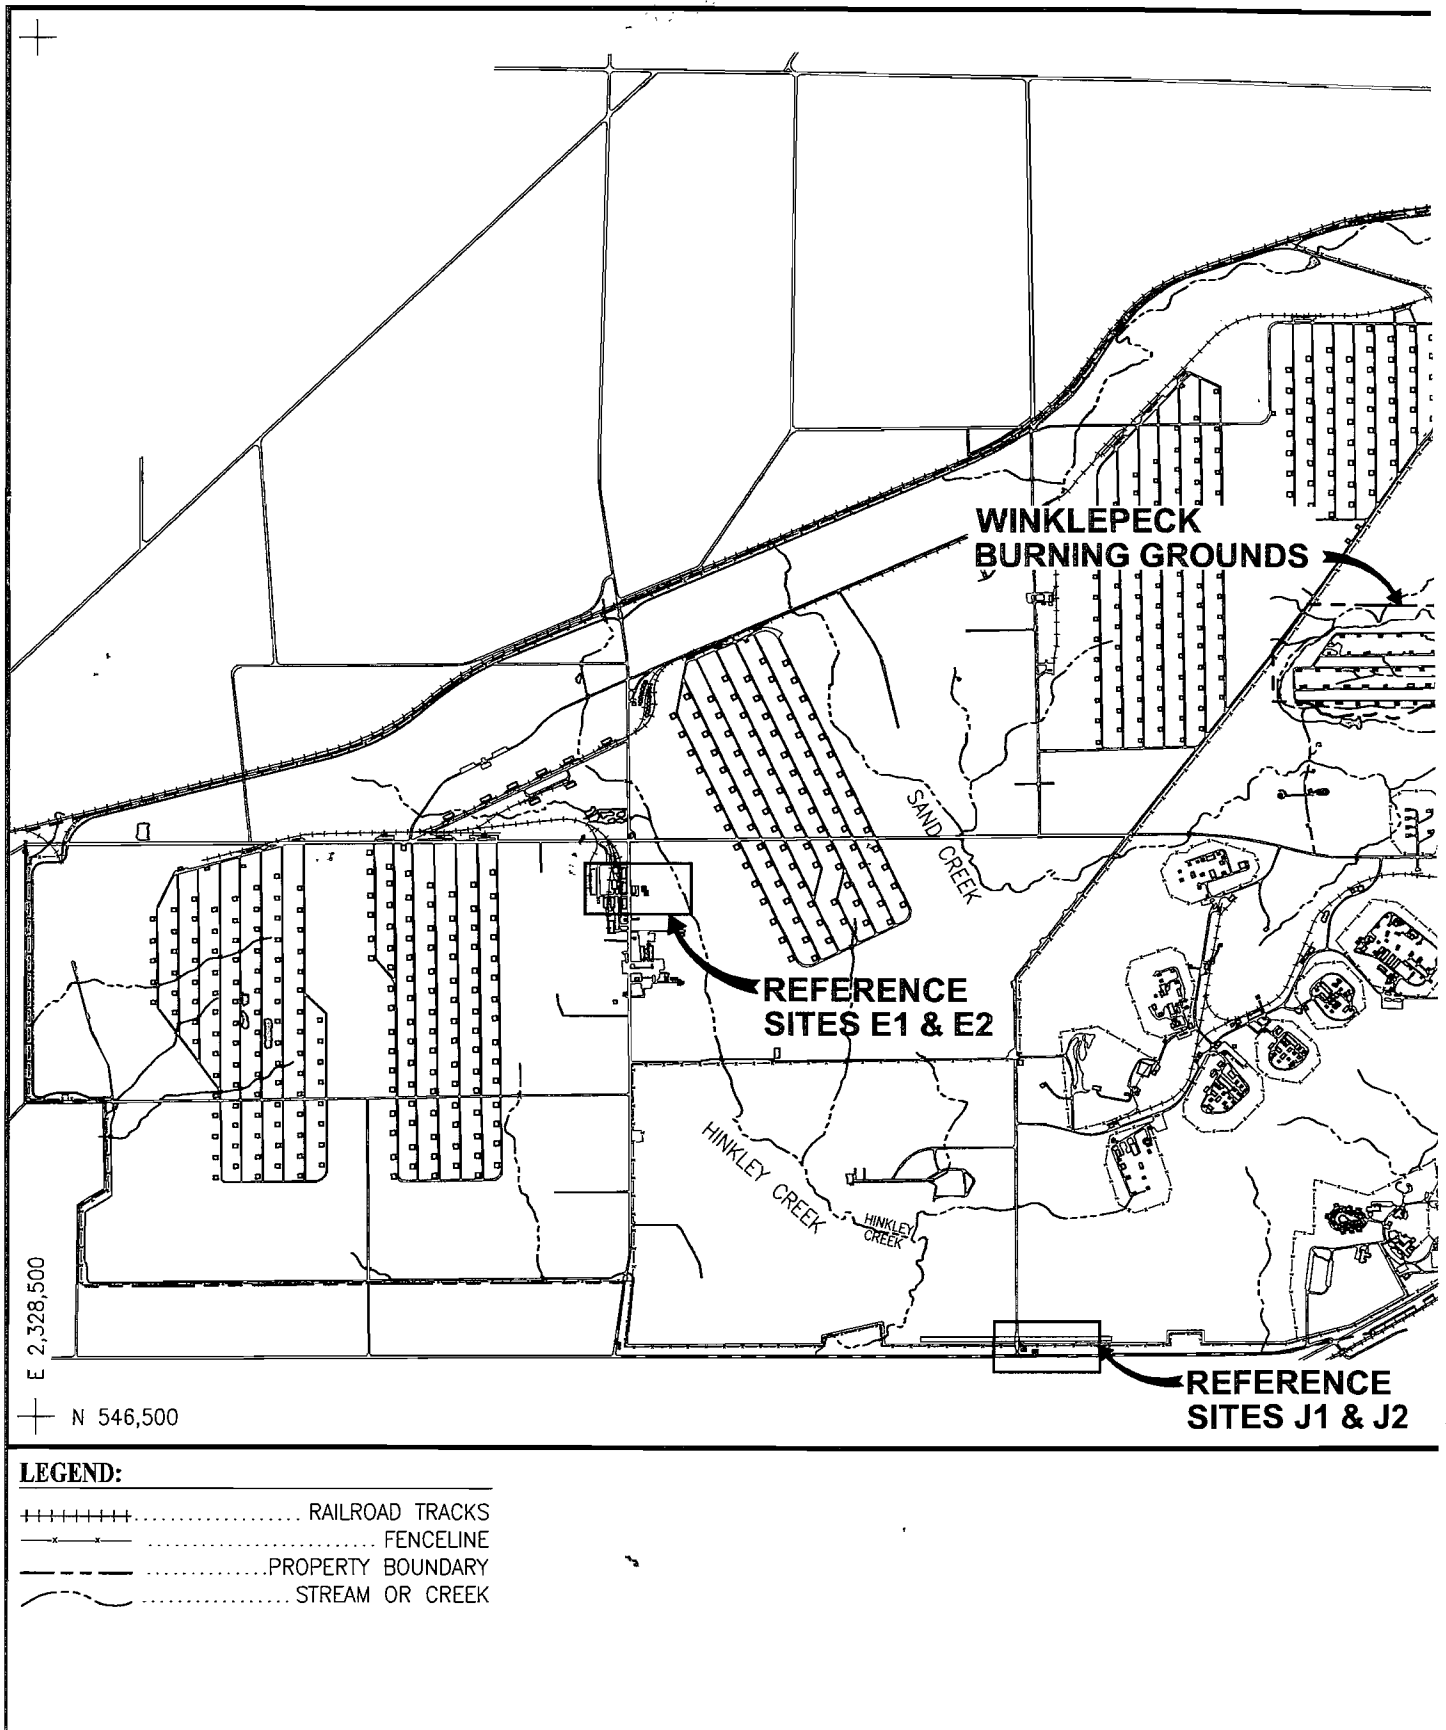 WINKLEPECK
BURNING GROUNDS
SAND CREEK
REFERENCE
SITES E1 & E2
HINKLEY CREEK
HINKLEY
CREEK
E 2,328,500
REFERENCE
SITES J1 & J2
N 546,500
LEGEND:
RAILROAD TRACKS
x x FENCELINE
PROPERTY BOUNDARY
STREAM OR CREEK